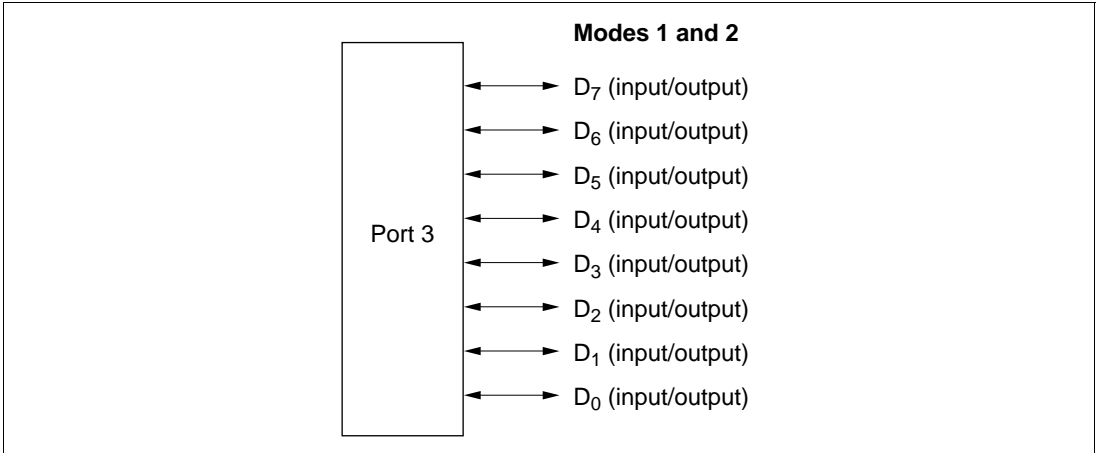 Modes 1 and 2
D7 (input/output)
D6 (input/output)
D5 (input/output)
D4 (input/output)
Port 3
D3 (input/output)
D2 (input/output)
D1 (input/output)
D0 (input/output)